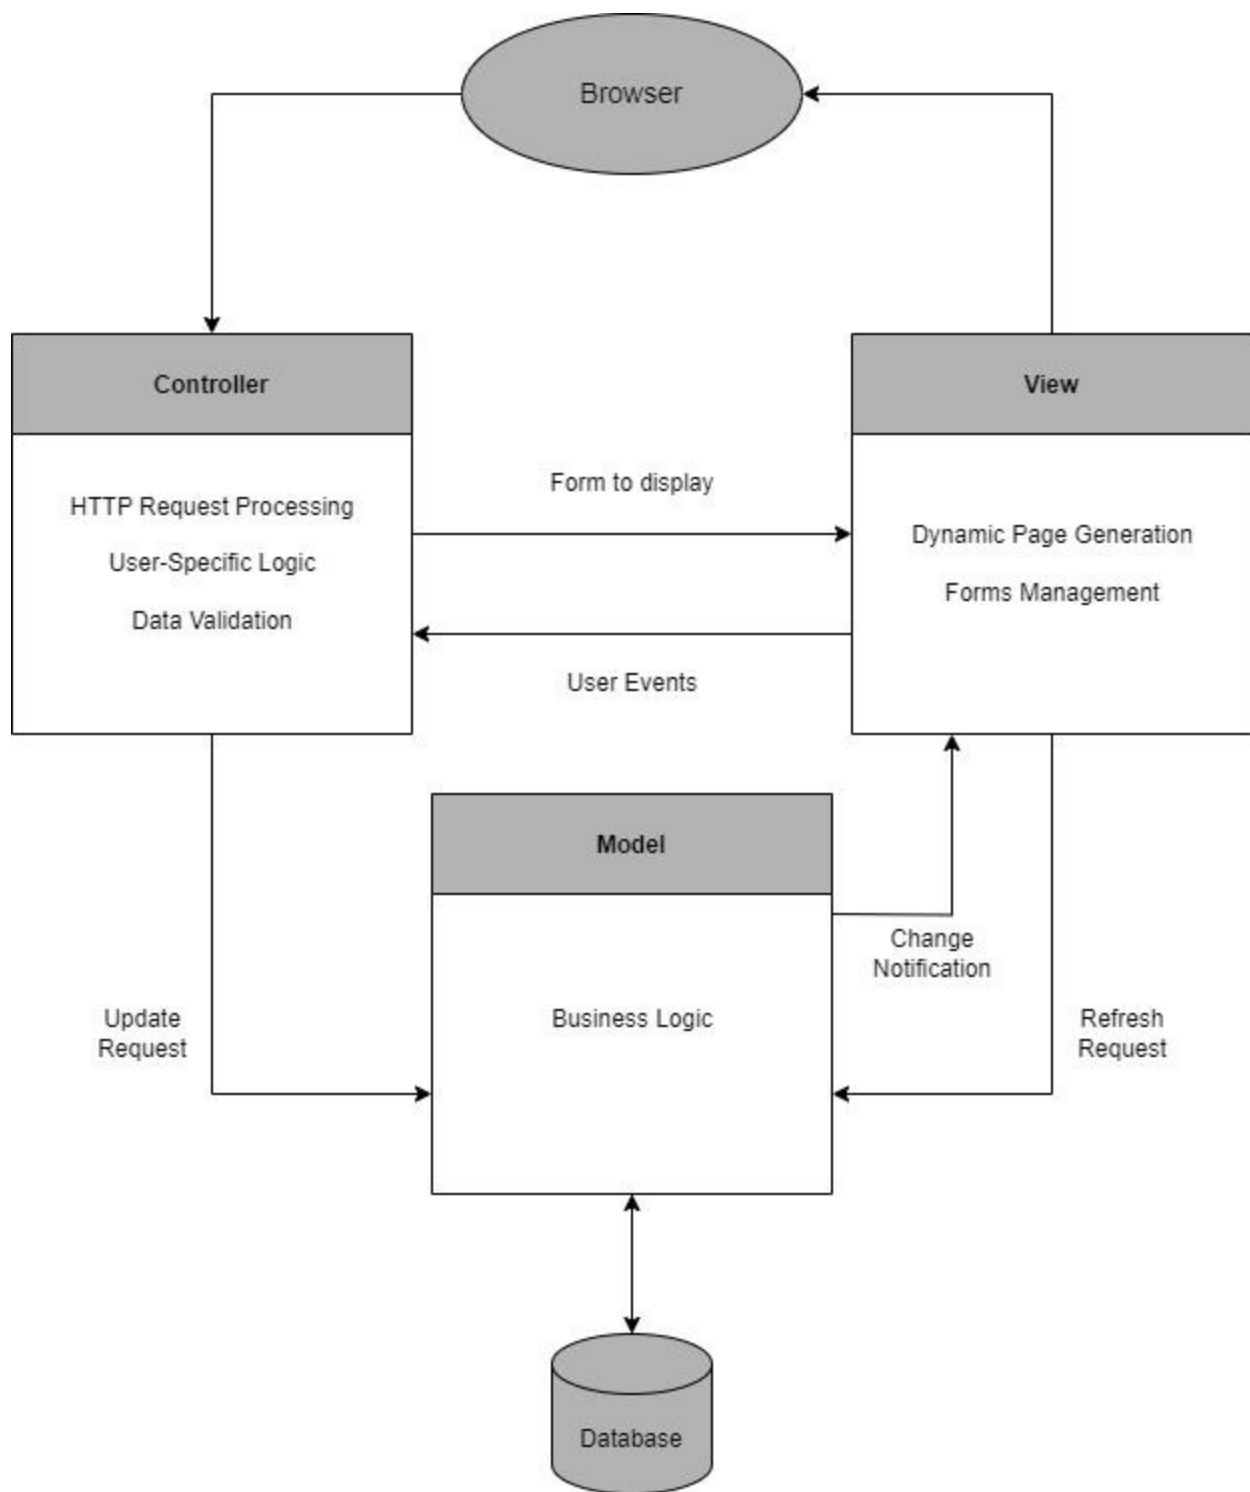 Browser
Controller
View
HTTP Request Processing
User-Specific Logic
Data Validation
Form to display
User Events
Dynamic Page Generation
Forms Management
Model
Business Logic
Change
Notification
Update
Request
Refresh
Request
Database